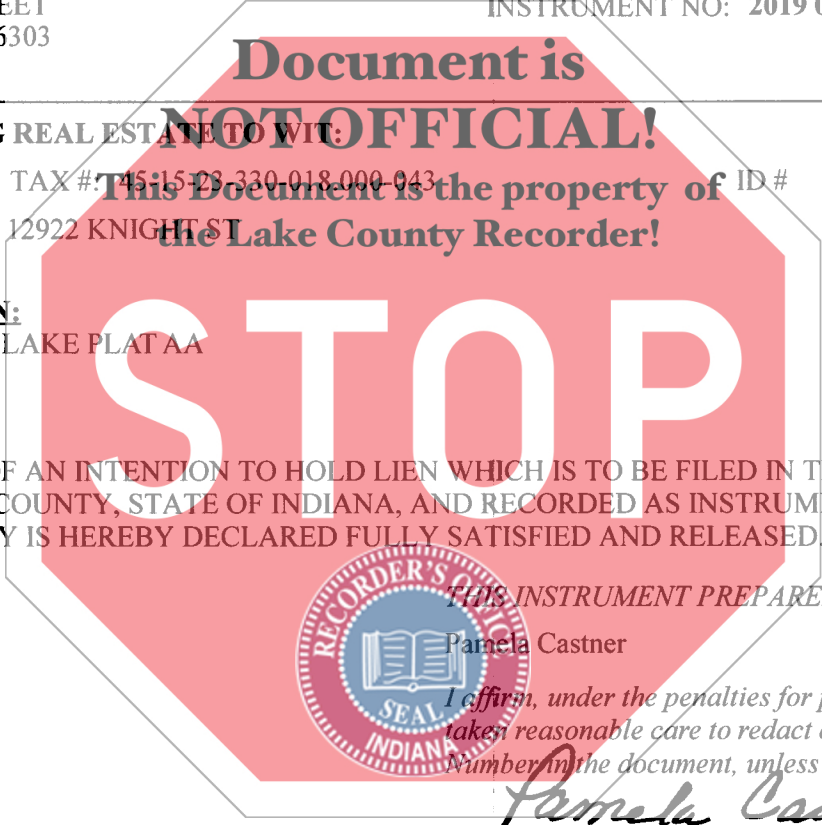 EET
INSTRUMENT NO: 2019 0
6303
Document is
NOT OFFICIAL!
This Document is the property of
the Lake County Recorder!
REAL ESTATE TO WIT:
TAX #: 45-15-23-330-018.000-043
ID #
12922 KNIGHT ST
N:
LAKE PLAT AA
STOP
F AN INTENTION TO HOLD LIEN WHICH IS TO BE FILED IN T
COUNTY, STATE OF INDIANA, AND RECORDED AS INSTRUM
Y IS HEREBY DECLARED FULLY SATISFIED AND RELEASED.
RECORDER'S OFFICE
SEAL
INDIANA
THIS INSTRUMENT PREPARE
Pamela Castner
I affirm, under the penalties for p
taken reasonable care to redact
Number in the document, unless
Pamela Cas